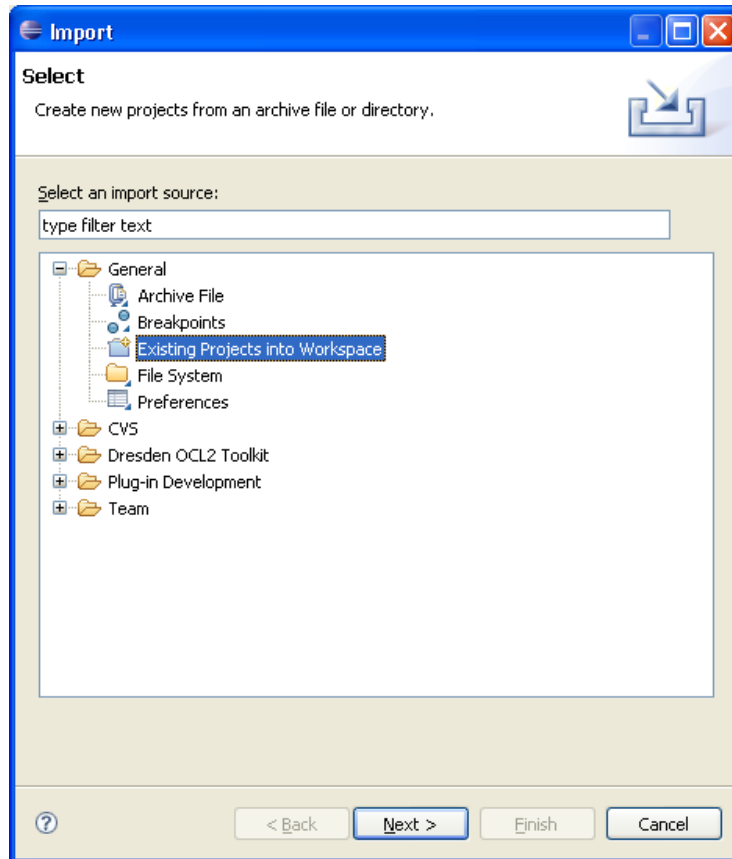 Import
Select
Create new projects from an archive file or directory.
Select an import source:
type filter text
General
Archive File
Breakpoints
Existing Projects into Workspace
File System
Preferences
CVS
Dresden OCL2 Toolkit
Plug-in Development
Team
? < Back Next > Finish Cancel